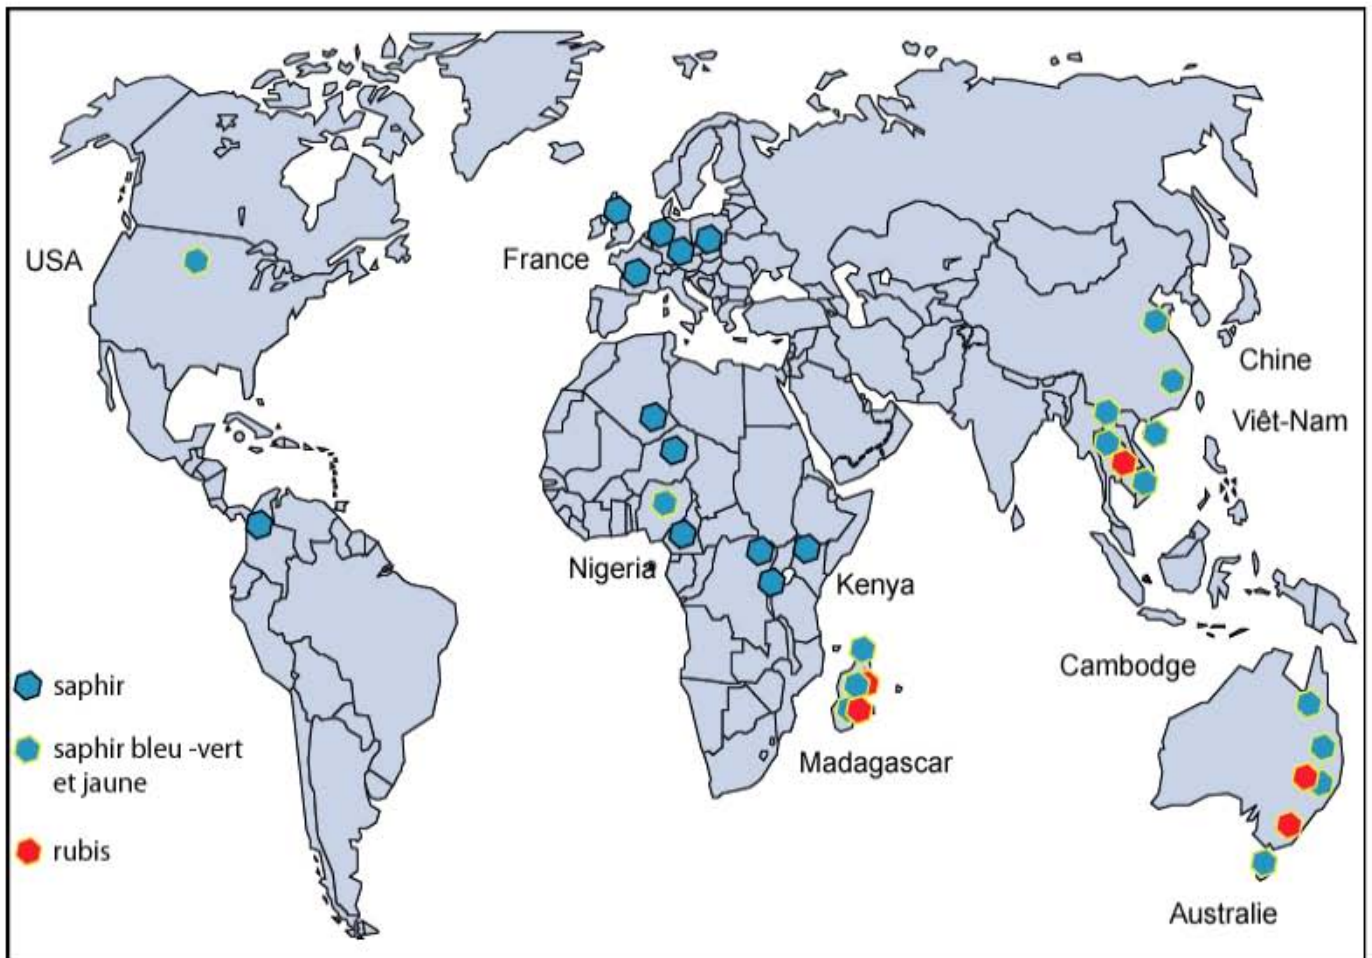 USA
France
Chine
Viêt-Nam
Nigeria
Kenya
Cambodge
Madagascar
Australie
saphir
saphir bleu -vert
et jaune
rubis